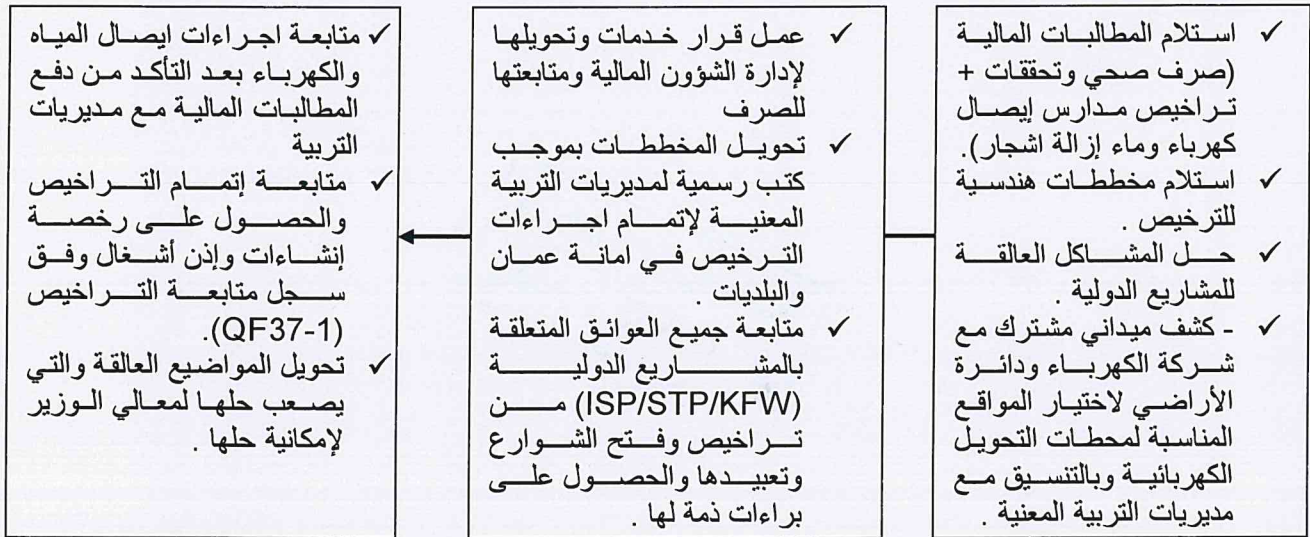 ✓ استلام المطالبات المالية
(صرف صحي وتحققات +
تراخيص مدارس إيصال
كهرباء وماء إزالة اشجار).
✓ استلام مخططات هندسية
للترخيص .
✓ حل المشاكل العالقة
للمشاريع الدولية .
✓ - كشف ميداني مشترك مع
شركة الكهرباء ودائرة
الأراضي لاختيار المواقع
المناسبة لمحطات التحويل
الكهربائية وبالتنسيق مع
مديريات التربية المعنية .
✓ عمل قرار خدمات وتحويلها
لإدارة الشؤون المالية ومتابعتها
للصرف
✓ تحويل المخططات بموجب
كتب رسمية لمديريات التربية
المعنية لإتمام اجراءات
الترخيص في امانة عمان
والبلديات .
✓ متابعة جميع العوائق المتعلقة
بالمشاريع الدولية
(ISP/STP/KFW) من
تراخيص وفتح الشوارع
وتعبيدها والحصول على
براءات ذمة لها .
✓ متابعة اجراءات ايصال المياه
والكهرباء بعد التأكد من دفع
المطالبات المالية مع مديريات
التربية
✓ متابعة إتمام التراخيص
والحصول على رخصة
إنشاءات وإذن أشغال وفق
سجل متابعة التراخيص
(QF37-1).
✓ تحويل المواضيع العالقة والتي
يصعب حلها لمعالي الوزير
لإمكانية حلها .